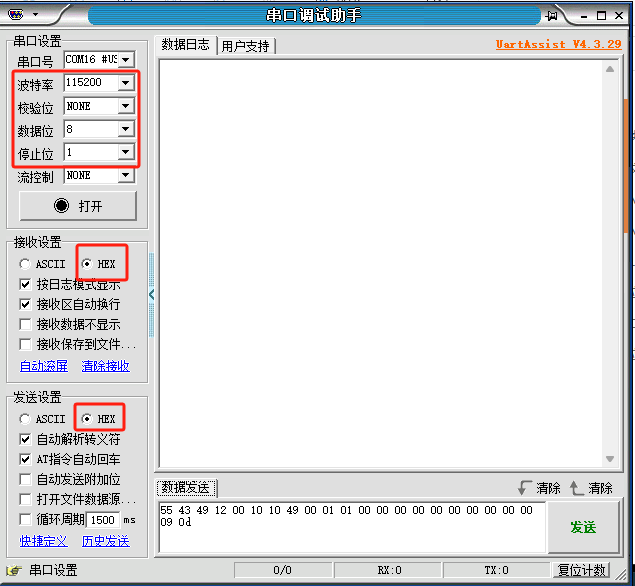 串口调试助手
串口设置
串口号 COM16 #US
波特率 115200
校验位 NONE
数据位 8
停止位 1
流控制 NONE
打开
接收设置
ASCII HEX
按日志模式显示
接收区自动换行
接收数据不显示
接收保存到文件...
自动滚屏 清除接收
发送设置
ASCII HEX
自动解析转义符
AT指令自动回车
自动发送附加位
打开文件数据源...
循环周期 1500 ms
快捷定义 历史发送
数据日志 用户支持 UartAssist V4.3.29
数据发送 清除 清除
55 43 49 12 00 10 10 49 00 01 01 00 00 00 00 00 00 00 00 00
09 0d
发送
串口设置 0/0 RX:0 TX:0 复位计数